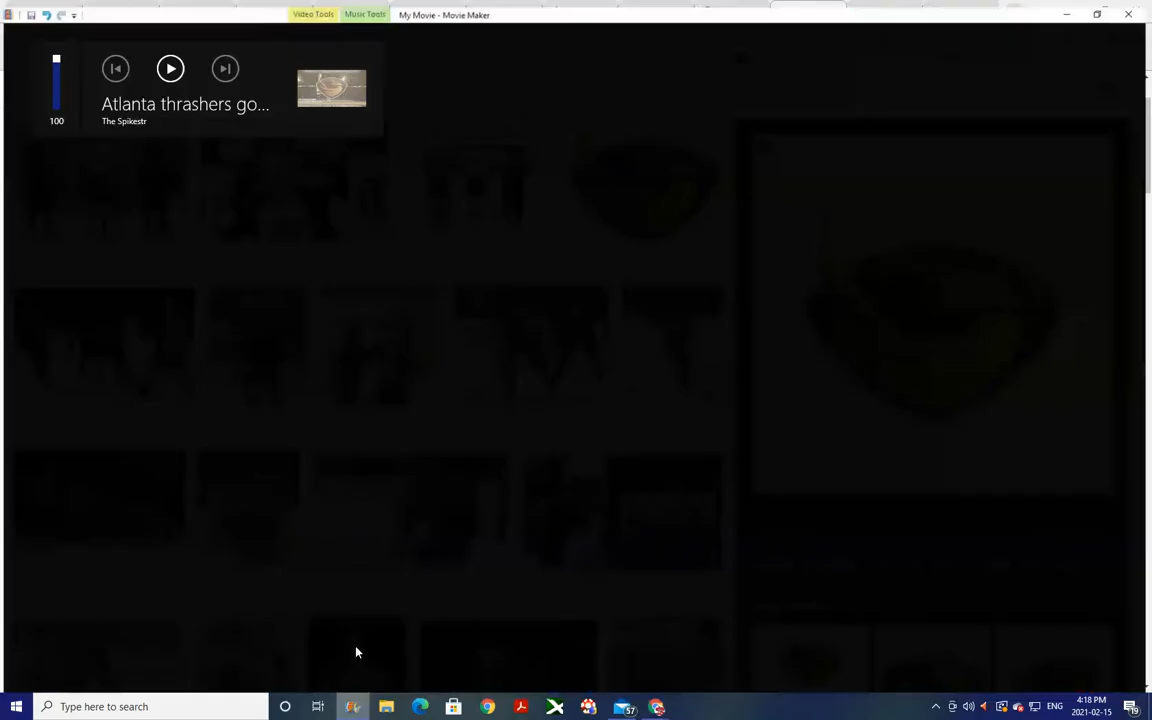 Video Tools Music Tools My Movie - Movie Maker
Atlanta thrashers go...
100 The Spikestr
Type here to search 57 ENG 4:18 PM
2021-02-15 19